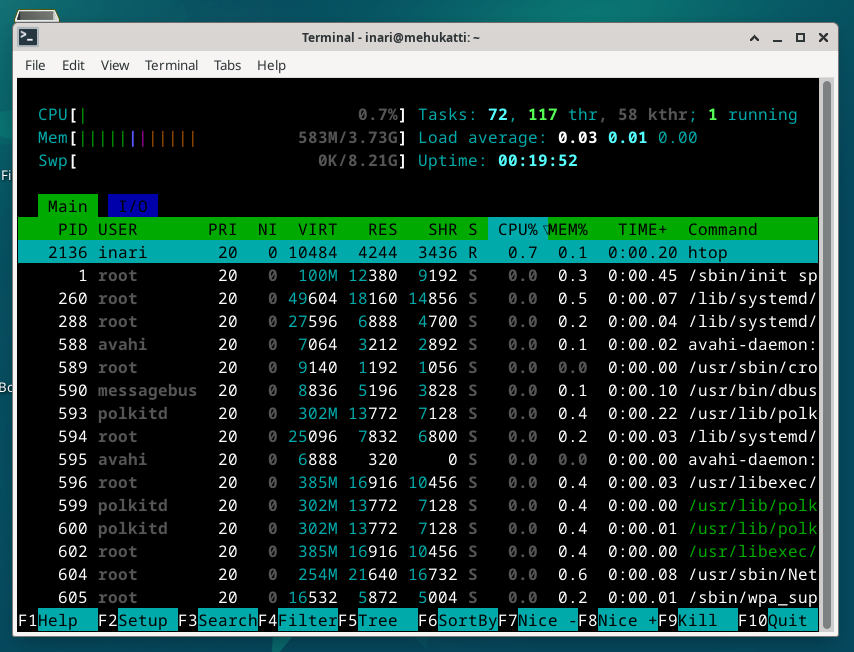 Terminal - inari@mehukatti: ~
File Edit View Terminal Tabs Help
CPU[| 0.7%] Tasks: 72, 117 thr, 58 kthr; 1 running
Mem[|||||||||||| 583M/3.73G] Load average: 0.03 0.01 0.00
Swp[ 0K/8.21G] Uptime: 00:19:52
Main I/O
PID USER PRI NI VIRT RES SHR S CPU%▽MEM% TIME+ Command
2136 inari 20 0 10484 4244 3436 R 0.7 0.1 0:00.20 htop
1 root 20 0 100M 12380 9192 S 0.0 0.3 0:00.45 /sbin/init sp
260 root 20 0 49604 18160 14856 S 0.0 0.5 0:00.07 /lib/systemd/
288 root 20 0 27596 6888 4700 S 0.0 0.2 0:00.04 /lib/systemd/
588 avahi 20 0 7064 3212 2892 S 0.0 0.1 0:00.02 avahi-daemon:
589 root 20 0 9140 1192 1056 S 0.0 0.0 0:00.00 /usr/sbin/cro
590 messagebus 20 0 8836 5196 3828 S 0.0 0.1 0:00.10 /usr/bin/dbus
593 polkitd 20 0 302M 13772 7128 S 0.0 0.4 0:00.22 /usr/lib/polk
594 root 20 0 25096 7832 6800 S 0.0 0.2 0:00.03 /lib/systemd/
595 avahi 20 0 6888 320 0 S 0.0 0.0 0:00.00 avahi-daemon:
596 root 20 0 385M 16916 10456 S 0.0 0.4 0:00.03 /usr/libexec/
599 polkitd 20 0 302M 13772 7128 S 0.0 0.4 0:00.00 /usr/lib/polk
600 polkitd 20 0 302M 13772 7128 S 0.0 0.4 0:00.01 /usr/lib/polk
602 root 20 0 385M 16916 10456 S 0.0 0.4 0:00.00 /usr/libexec/
604 root 20 0 254M 21640 16732 S 0.0 0.6 0:00.08 /usr/sbin/Net
605 root 20 0 16532 5872 5004 S 0.0 0.2 0:00.01 /sbin/wpa_sup
F1Help F2Setup F3SearchF4FilterF5Tree F6SortByF7Nice -F8Nice +F9Kill F10Quit
Fi
Bo